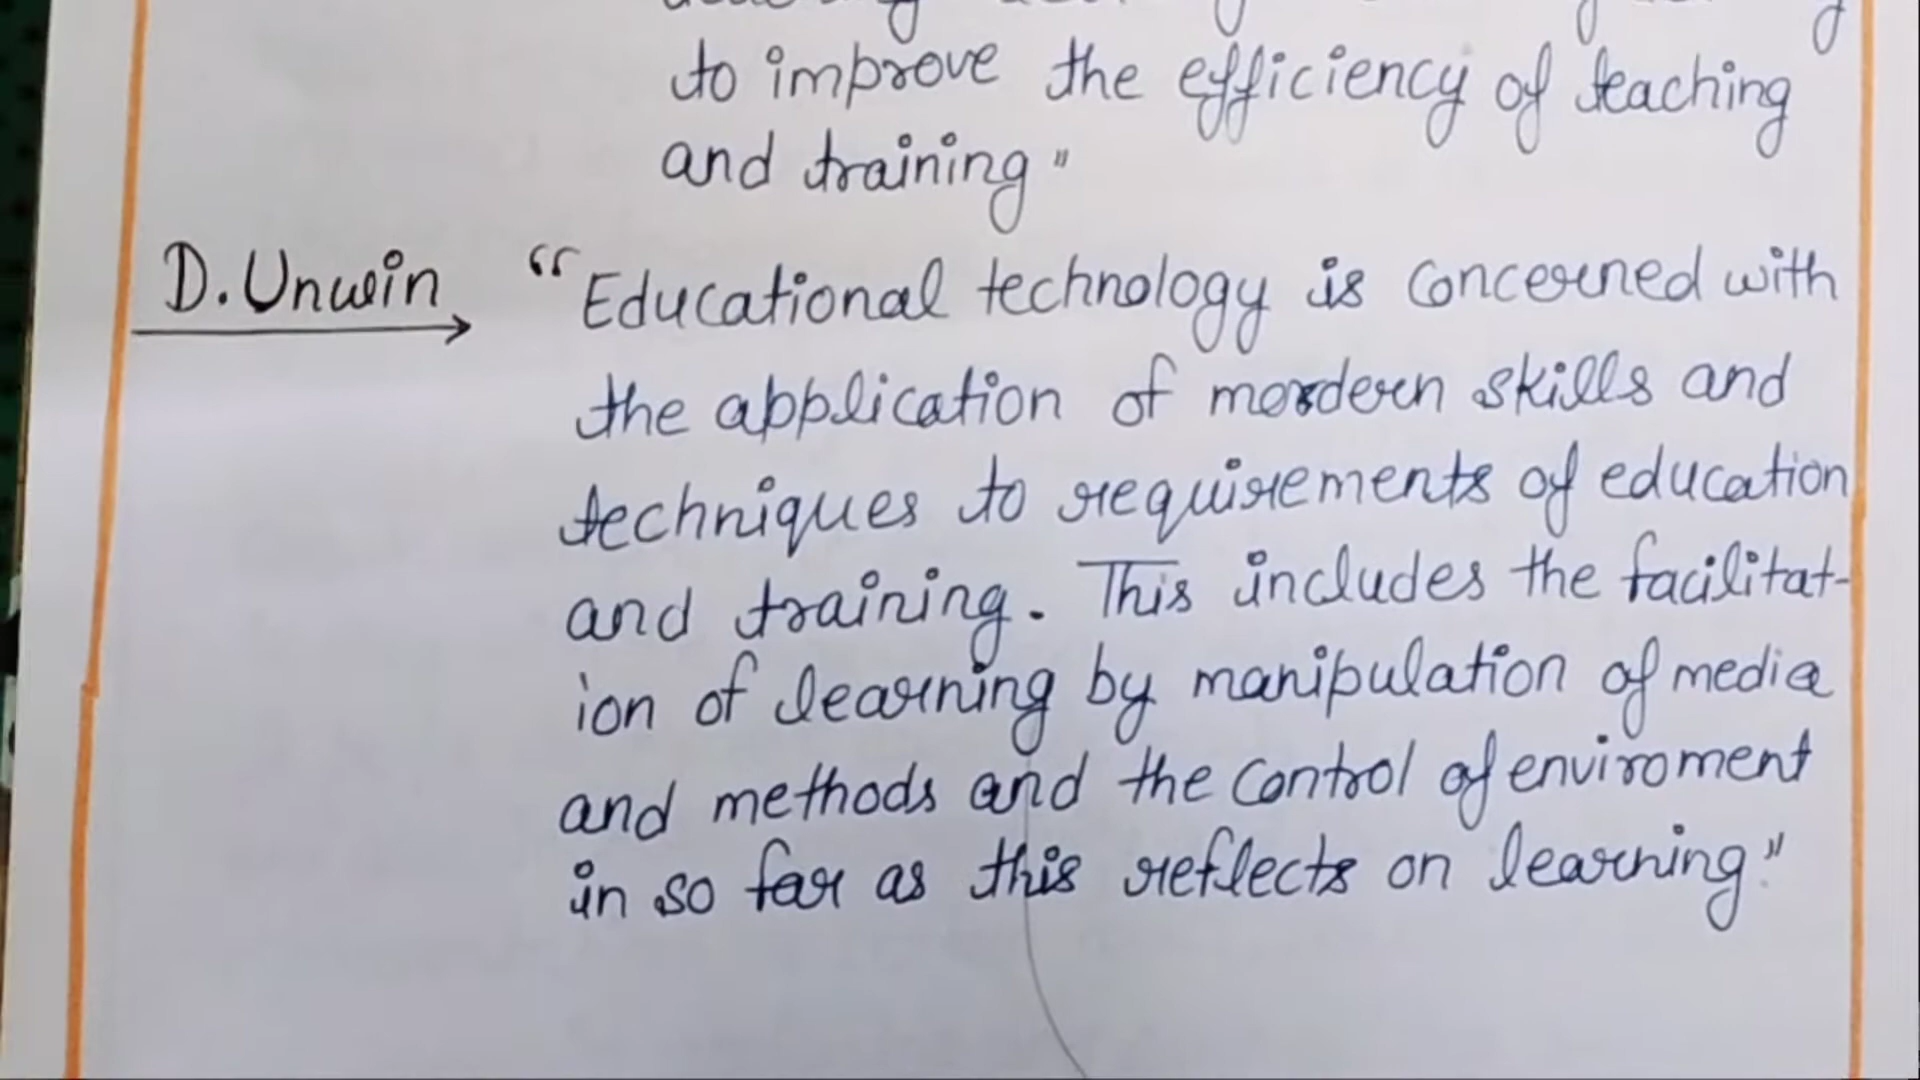 to improve the efficiency of teaching
and training"
D. Unwin "Educational technology is concerned with
the application of mordern skills and
techniques to requirements of education
and training. This includes the facilitat-
ion of learning by manipulation of media
and methods and the control of enviroment
in so far as this reflects on learning"